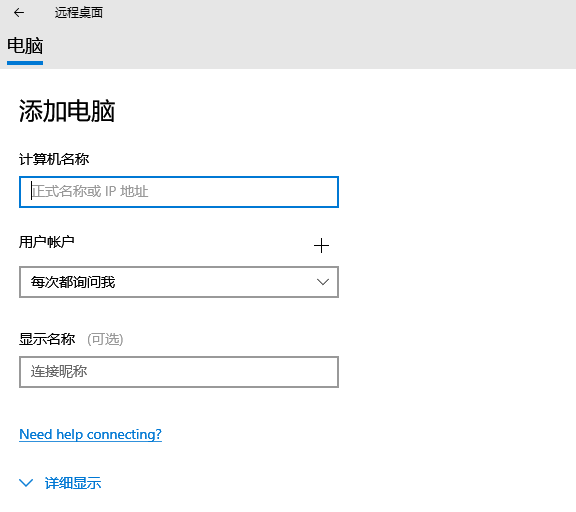 远程桌面
电脑
添加电脑
计算机名称
正式名称或 IP 地址
用户帐户
每次都询问我
显示名称 (可选)
连接昵称
Need help connecting?
详细显示